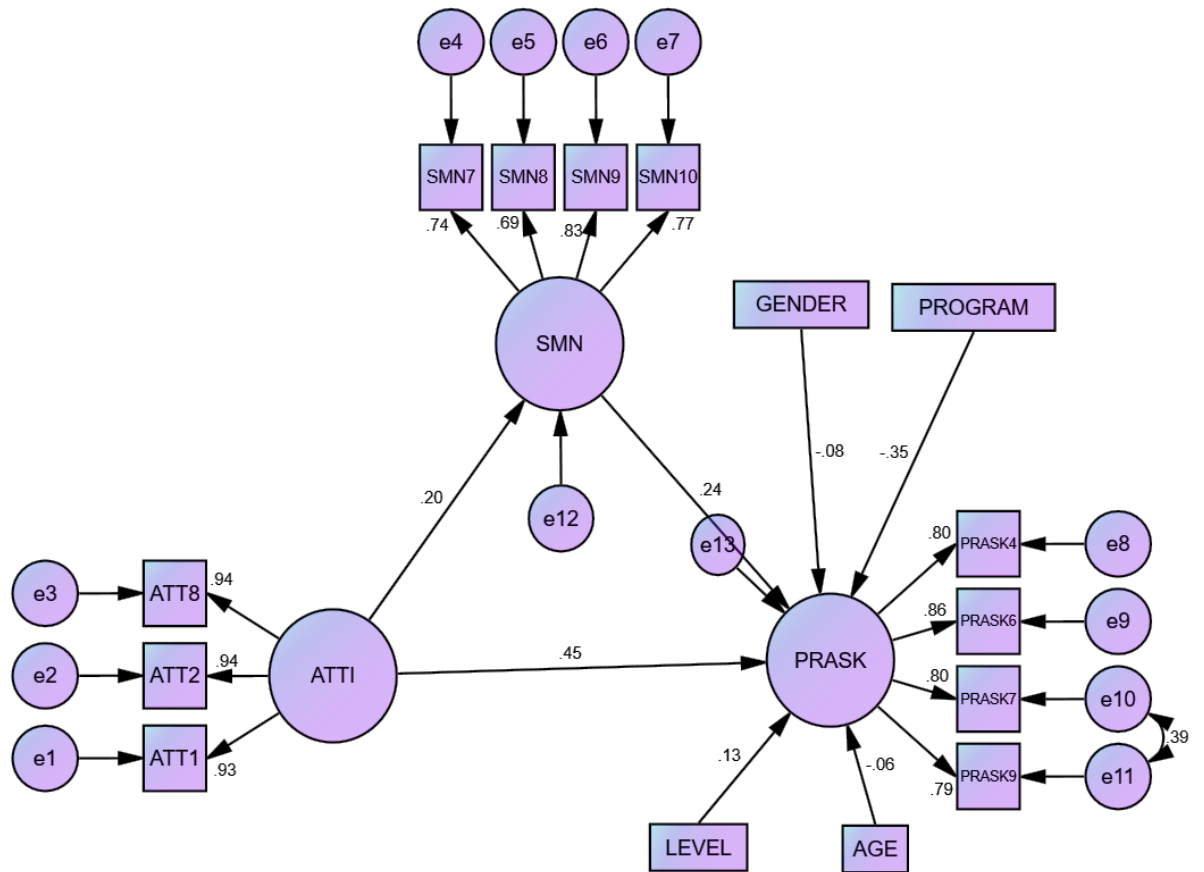 e4
e5
e6
e7
SMN7
SMN8
SMN9
SMN10
.74
.69
.83
.77
GENDER
PROGRAM
SMN
-.08
-.35
.20
.24
e12
e13
.80
PRASK4
e8
e3
ATT8
.94
.86
PRASK6
e9
e2
ATT2
.94
ATTI
.45
PRASK
.80
PRASK7
e10
.39
e1
ATT1
.93
.13
-.06
.79
PRASK9
e11
LEVEL
AGE